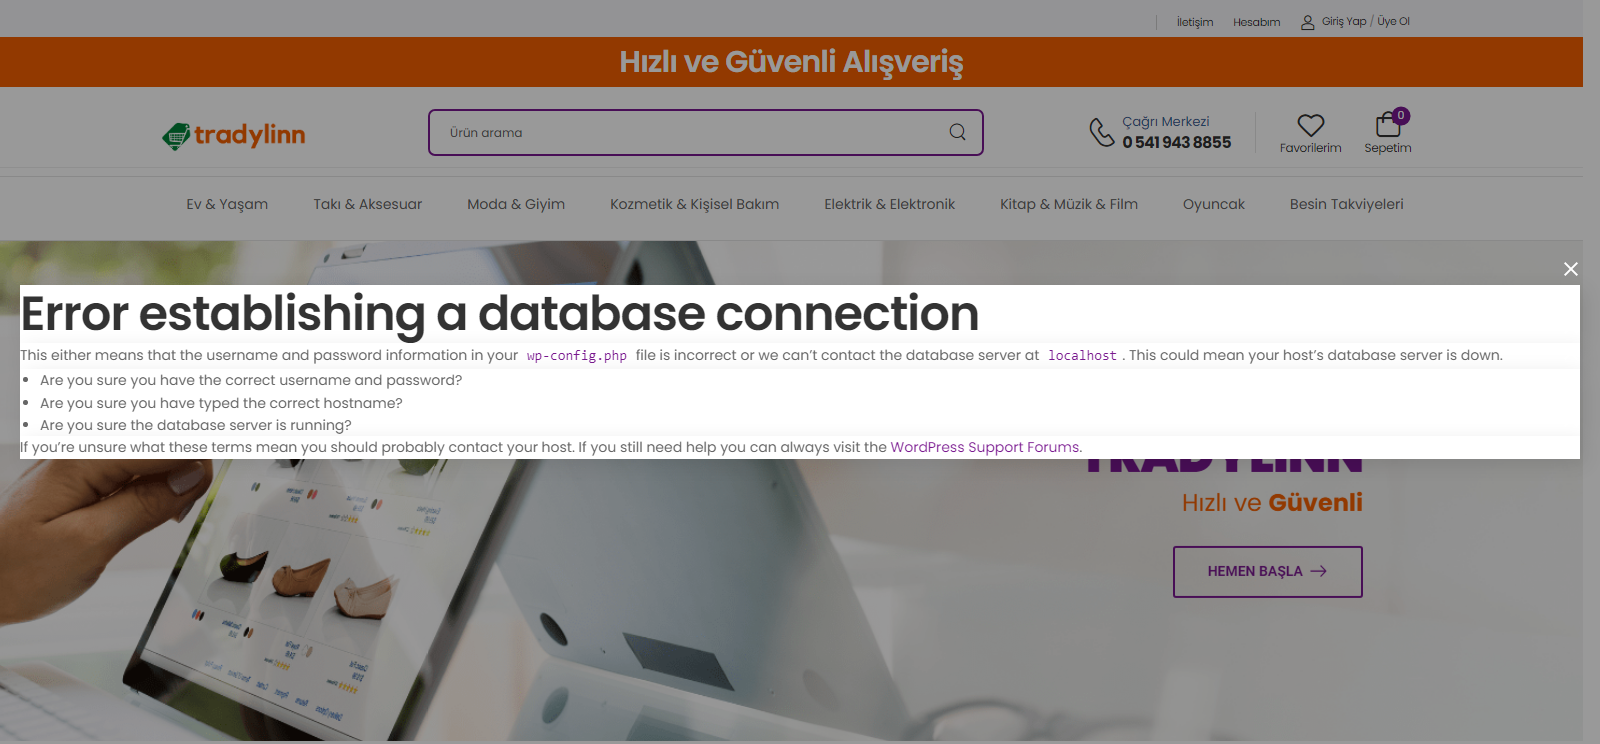 İletişim Hesabım Giriş Yap / Üye Ol
Hızlı ve Güvenli Alışveriş
tradylinn
Ürün arama
Çağrı Merkezi
0 541 943 8855
0
Favorilerim
Sepetim
Ev & Yaşam Takı & Aksesuar Moda & Giyim Kozmetik & Kişisel Bakım Elektrik & Elektronik Kitap & Müzik & Film Oyuncak Besin Takviyeleri
Error establishing a database connection
This either means that the username and password information in your wp-config.php file is incorrect or we can’t contact the database server at localhost. This could mean your host’s database server is down.
• Are you sure you have the correct username and password?
• Are you sure you have typed the correct hostname?
• Are you sure the database server is running?
If you’re unsure what these terms mean you should probably contact your host. If you still need help you can always visit the WordPress Support Forums.
TRADYLINN
Hızlı ve Güvenli
HEMEN BAŞLA